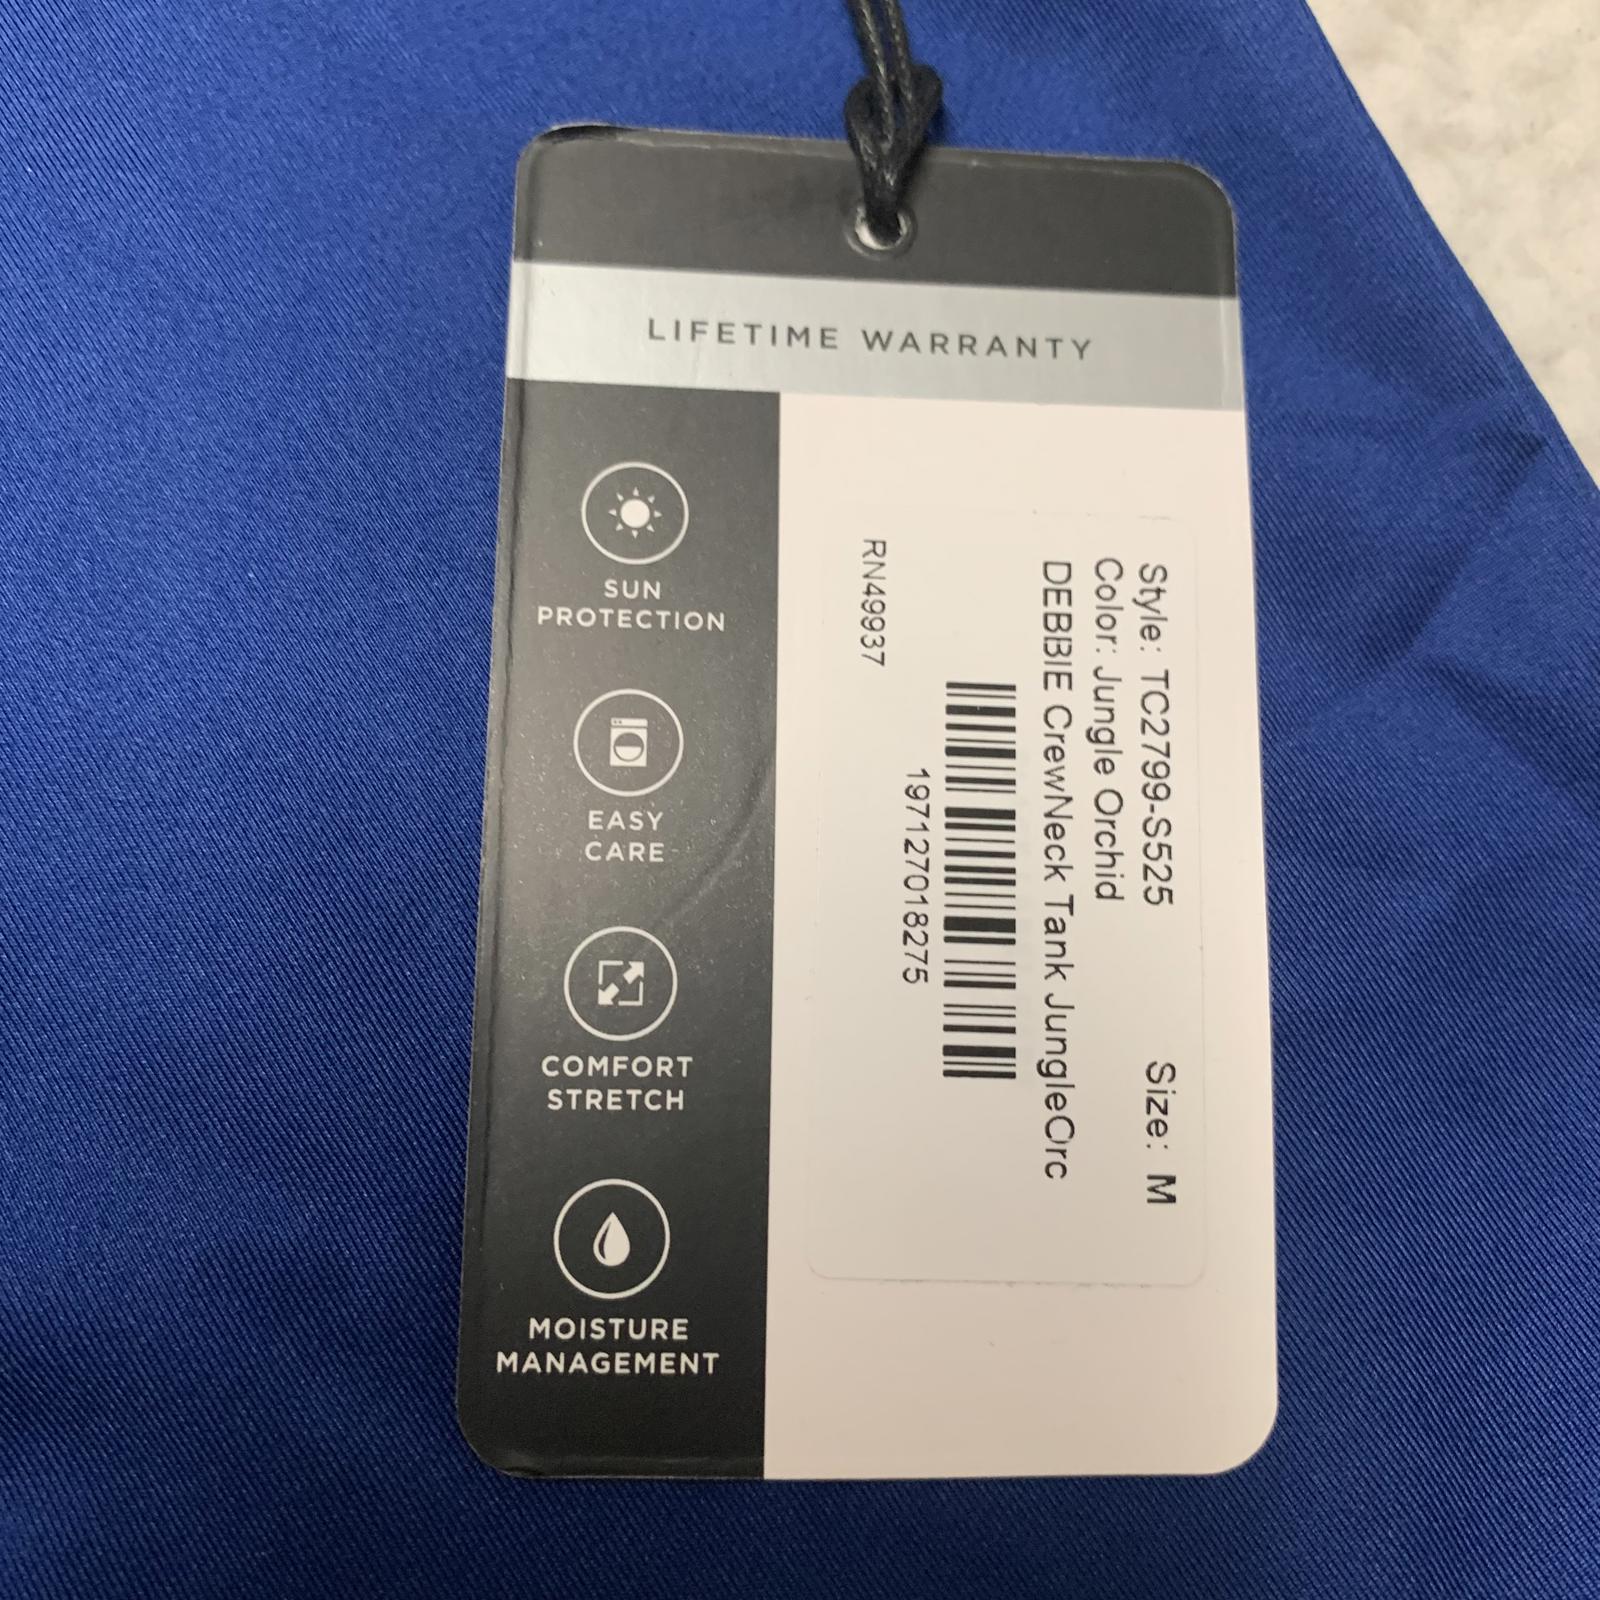 LIFETIME WARRANTY
SUN
PROTECTION
EASY
CARE
COMFORT
STRETCH
MOISTURE
MANAGEMENT
Style: TC2799-S525 Size: M
Color: Jungle Orchid
DEBBIE CrewNeck Tank JungleOrc
197127018275
RN49937